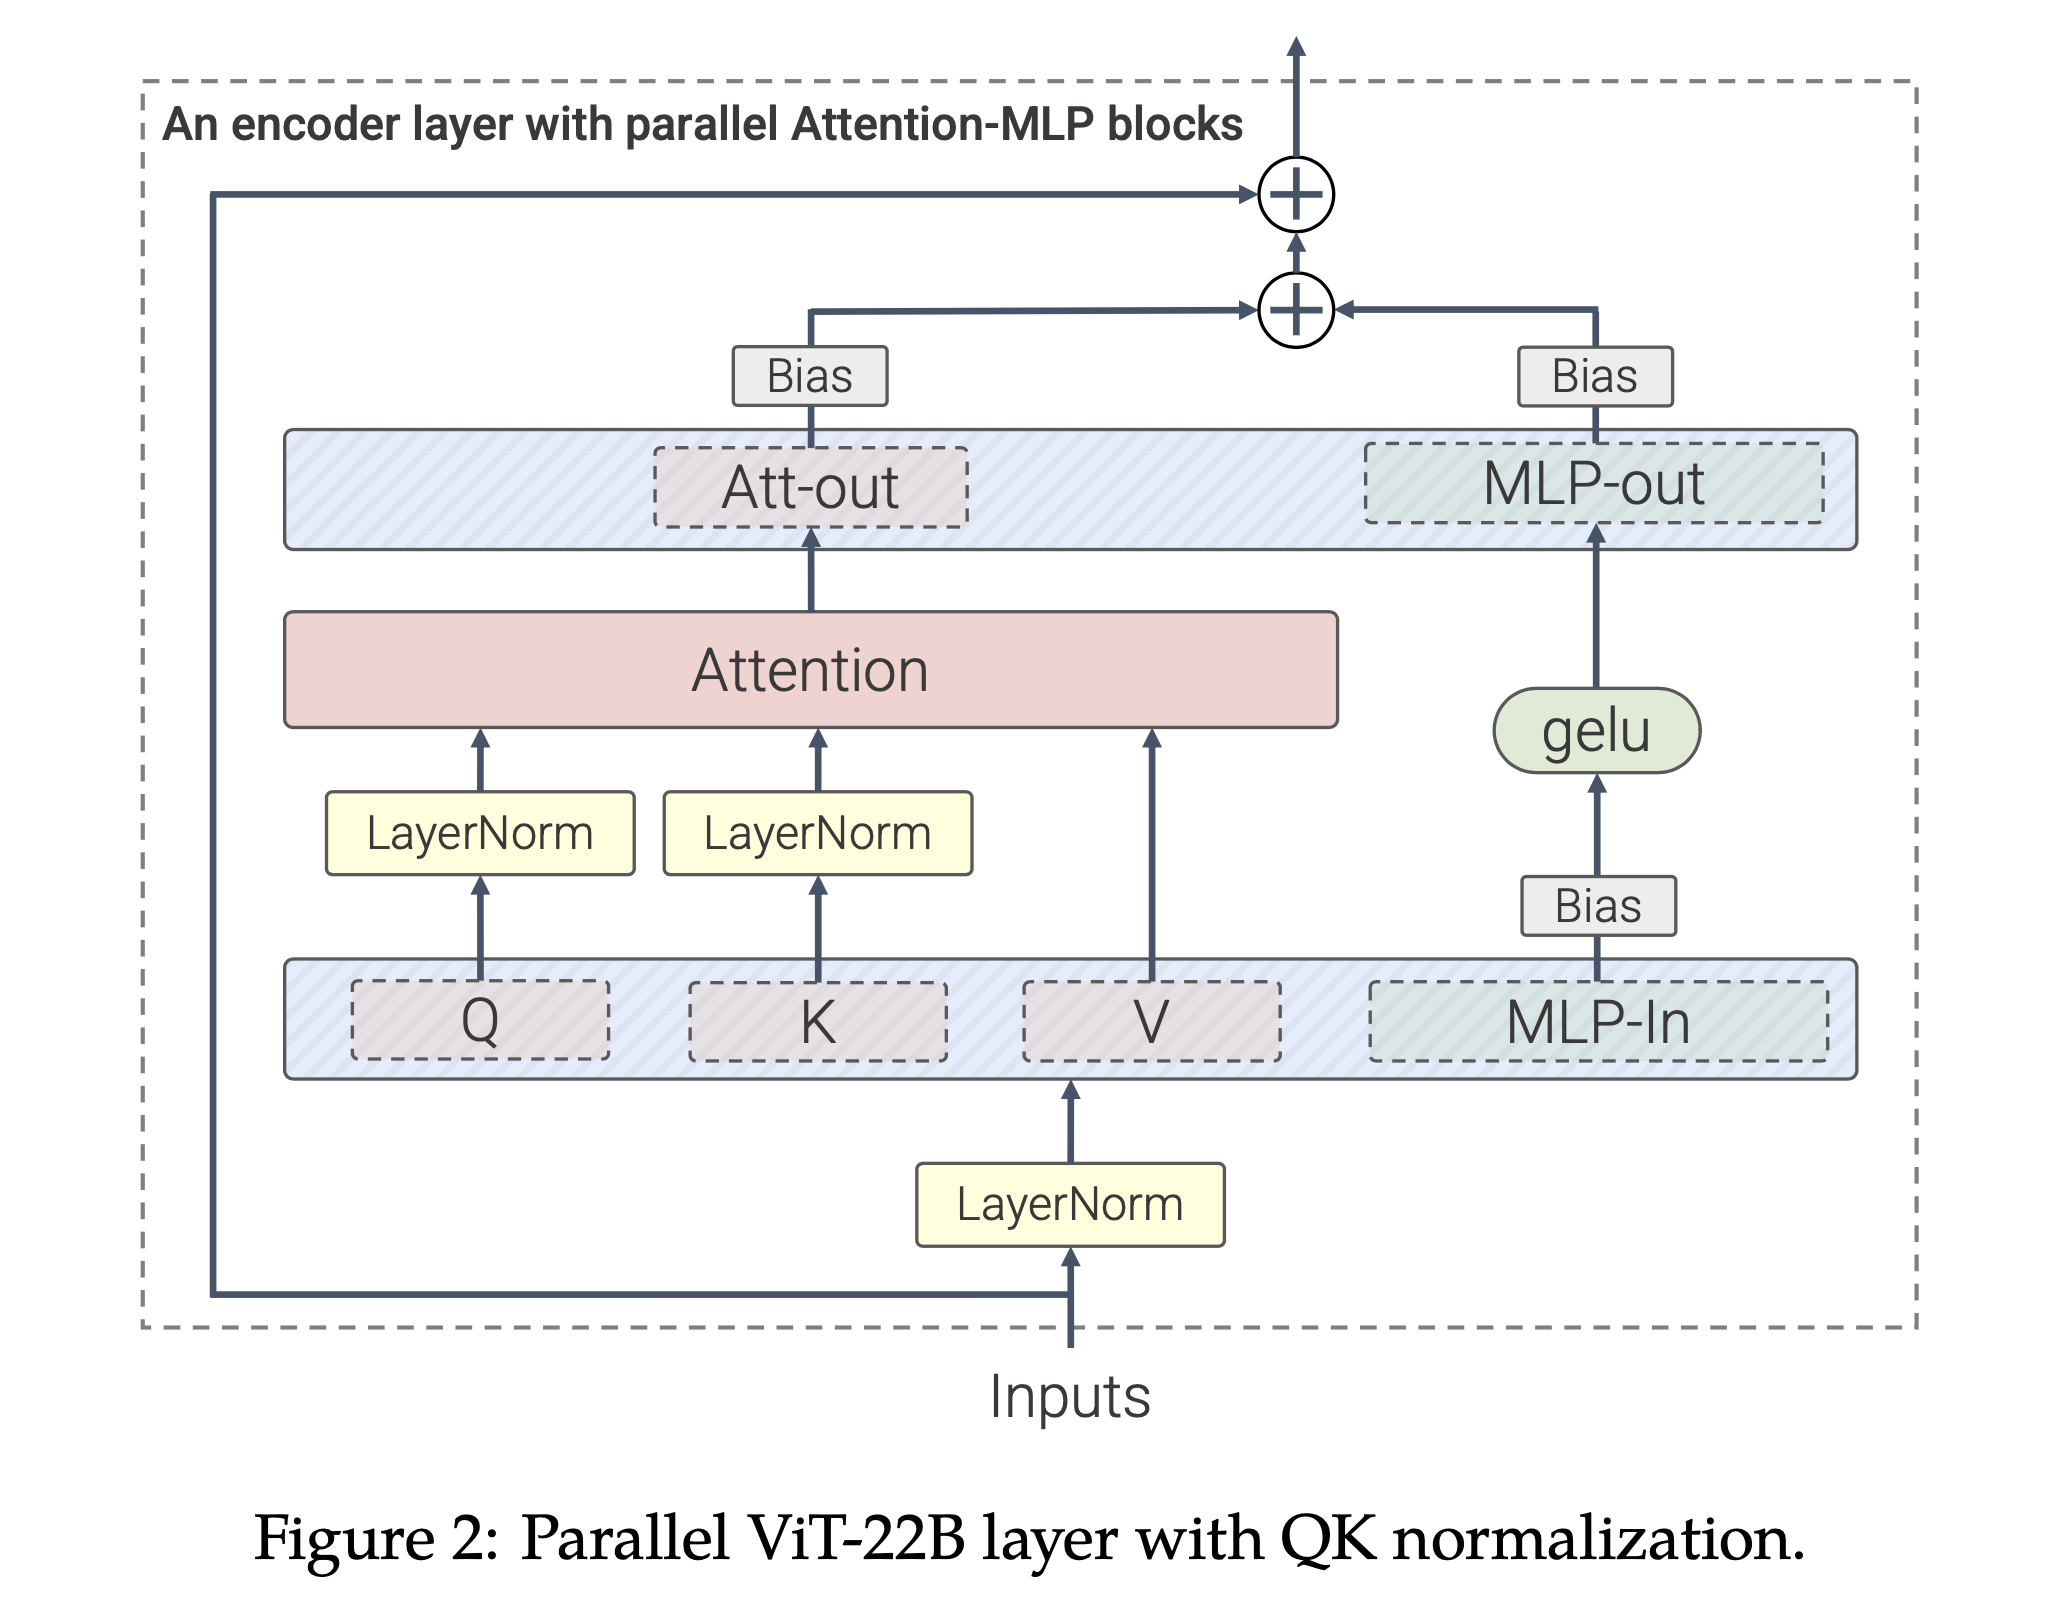 An encoder layer with parallel Attention-MLP blocks
Bias
Bias
Att-out
MLP-out
Attention
gelu
LayerNorm
LayerNorm
Bias
Q
K
V
MLP-In
LayerNorm
Inputs
Figure 2: Parallel ViT-22B layer with QK normalization.